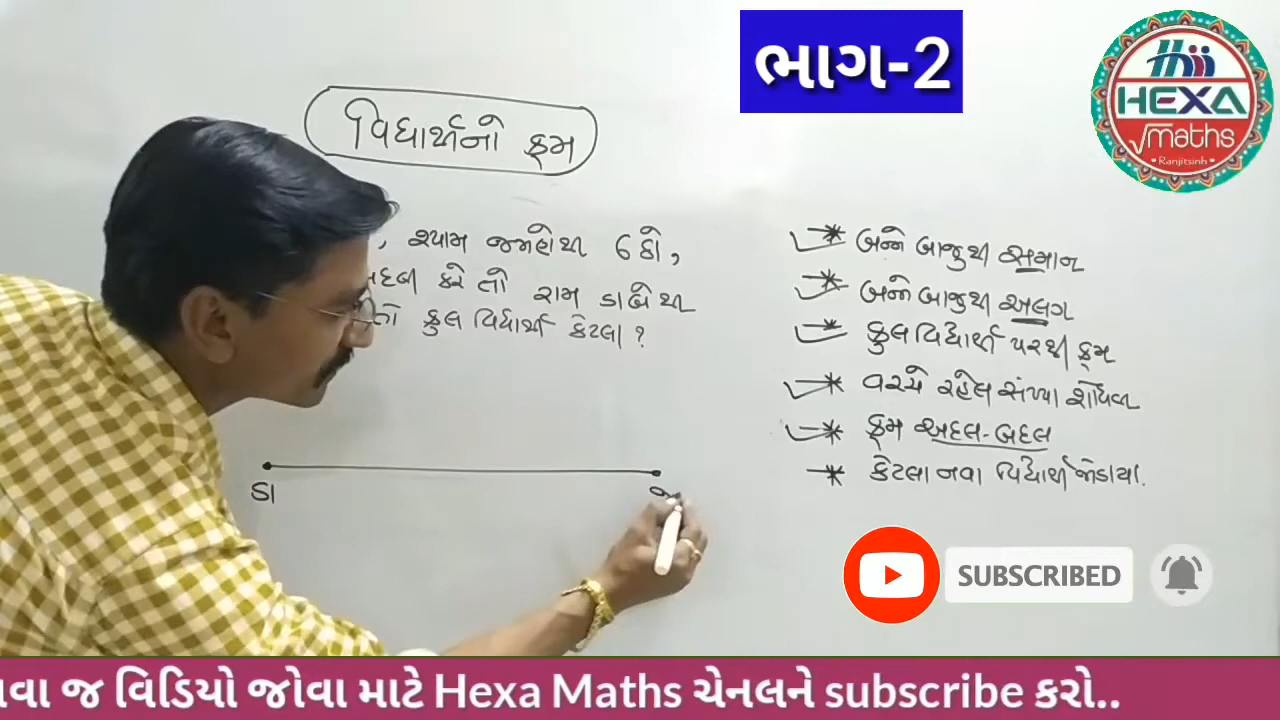 ભાગ-2
HEXA
maths
Ranjitsinh
વિદ્યાર્થીનો ક્રમ
, શ્યામ જમણેથી 6 ઠ્ઠો,
કરે તો રામ ડાબેથી
કુલ વિદ્યાર્થી કેટલા ?
ડા
* બન્ને બાજુથી સમાન
* બન્ને બાજુથી અલગ
* કુલ વિદ્યાર્થી પરથી ક્રમ
* વચ્ચે રહેલ સંખ્યા શોધવા
* ક્રમ અદલ-બદલ
* કેટલા નવા વિદ્યાર્થી જોડાયા.
SUBSCRIBED
જ વિડિયો જોવા માટે Hexa Maths ચેનલને subscribe કરો..